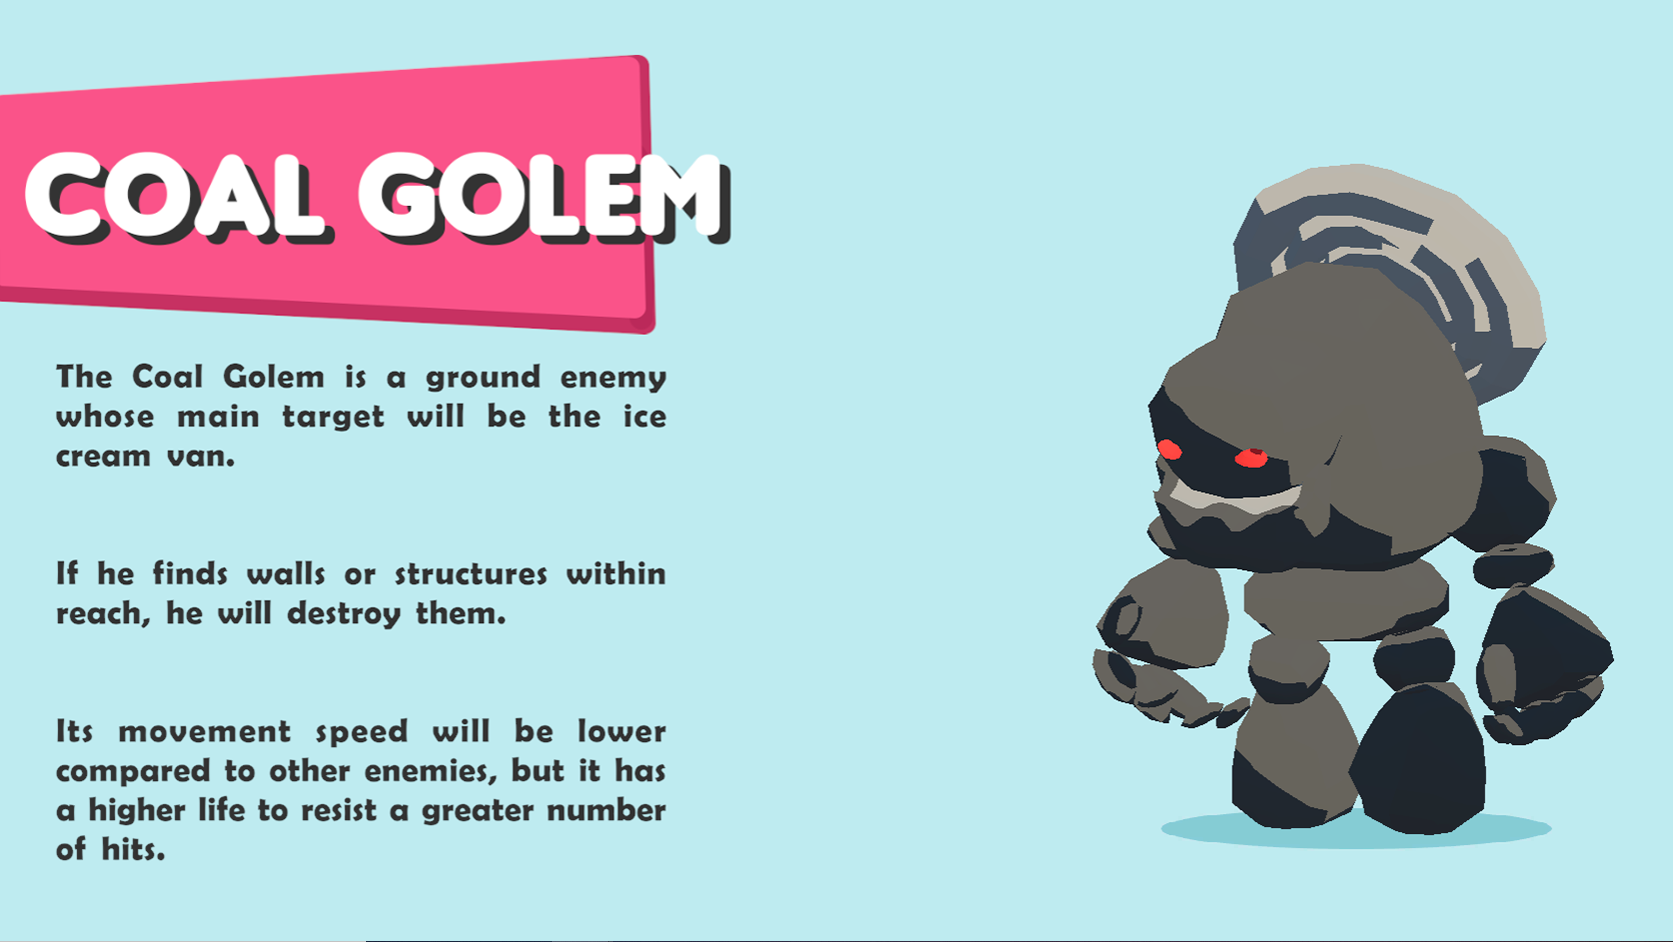 COAL GOLEM
The Coal Golem is a ground enemy
whose main target will be the ice
cream van.
If he finds walls or structures within
reach, he will destroy them.
Its movement speed will be lower
compared to other enemies, but it has
a higher life to resist a greater number
of hits.